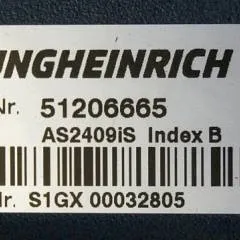 UNGHEINRICH
Nr. 51206665
AS2409iS Index B
Nr. S1GX 00032805